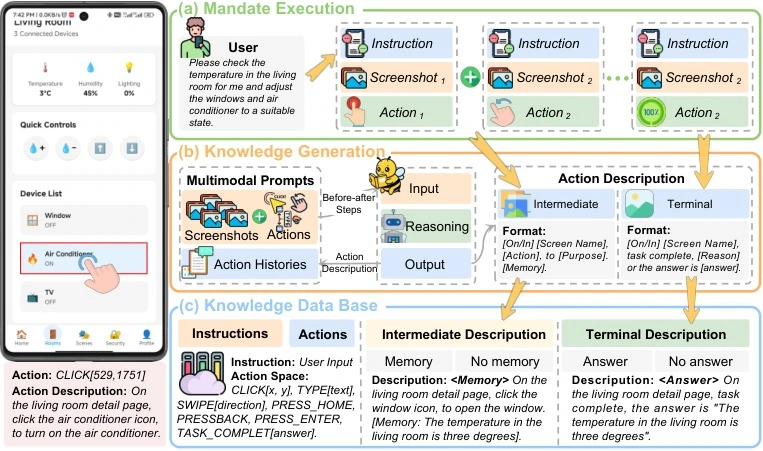 7:42 PM | 0.0KB/s
Living Room
3 Connected Devices
Temperature
3°C
Humidity
45%
Lighting
0%
Quick Controls
+
-
Device List
Window
OFF
Air Conditioner
ON
TV
OFF
Home
Rooms
Scenes
Security
Profile
Action: CLICK[529,1751]
Action Descripution: On
the living room detail page,
click the air conditioner icon,
to turn on the air conditioner.
(a) Mandate Execution
User
Please check the
temperature in the living
room for me and adjust
the windows and air
conditioner to a suitable
state.
Instruction
Screenshot 1
Action 1
Instruction
Screenshot 2
Action 2
Instruction
Screenshot 2
100%
Action 2
(b) Knowledge Generation
Multimodal Prompts
CLICK
Screenshots
Actions
Action Histories
Before-after
Steps
Action
Descripution
Input
Reasoning
Output
Action Descripution
Intermediate
Format:
[On/In] [Screen Name],
[Action], to [Purpose].
[Memory].
Terminal
Format:
[On/In] [Screen Name],
task complete, [Reason]
or the answer is [answer].
(c) Knowledge Data Base
Instructions
Actions
Instruction: User Input
Action Space:
CLICK[x, y], TYPE[text],
SWIPE[direction], PRESS_HOME,
PRESSBACK, PRESS_ENTER,
TASK_COMPLET[answer].
Intermediate Description
Memory
No memory
Descripution: <Memory> On the
living room detail page, click the
window icon, to open the window.
[Memory: The temperature in the
living room is three degrees].
Terminal Descripution
Answer
No answer
Descripution: <Answer> On
the living room detail page, task
complete, the answer is "The
temperature in the living room is
three degrees".